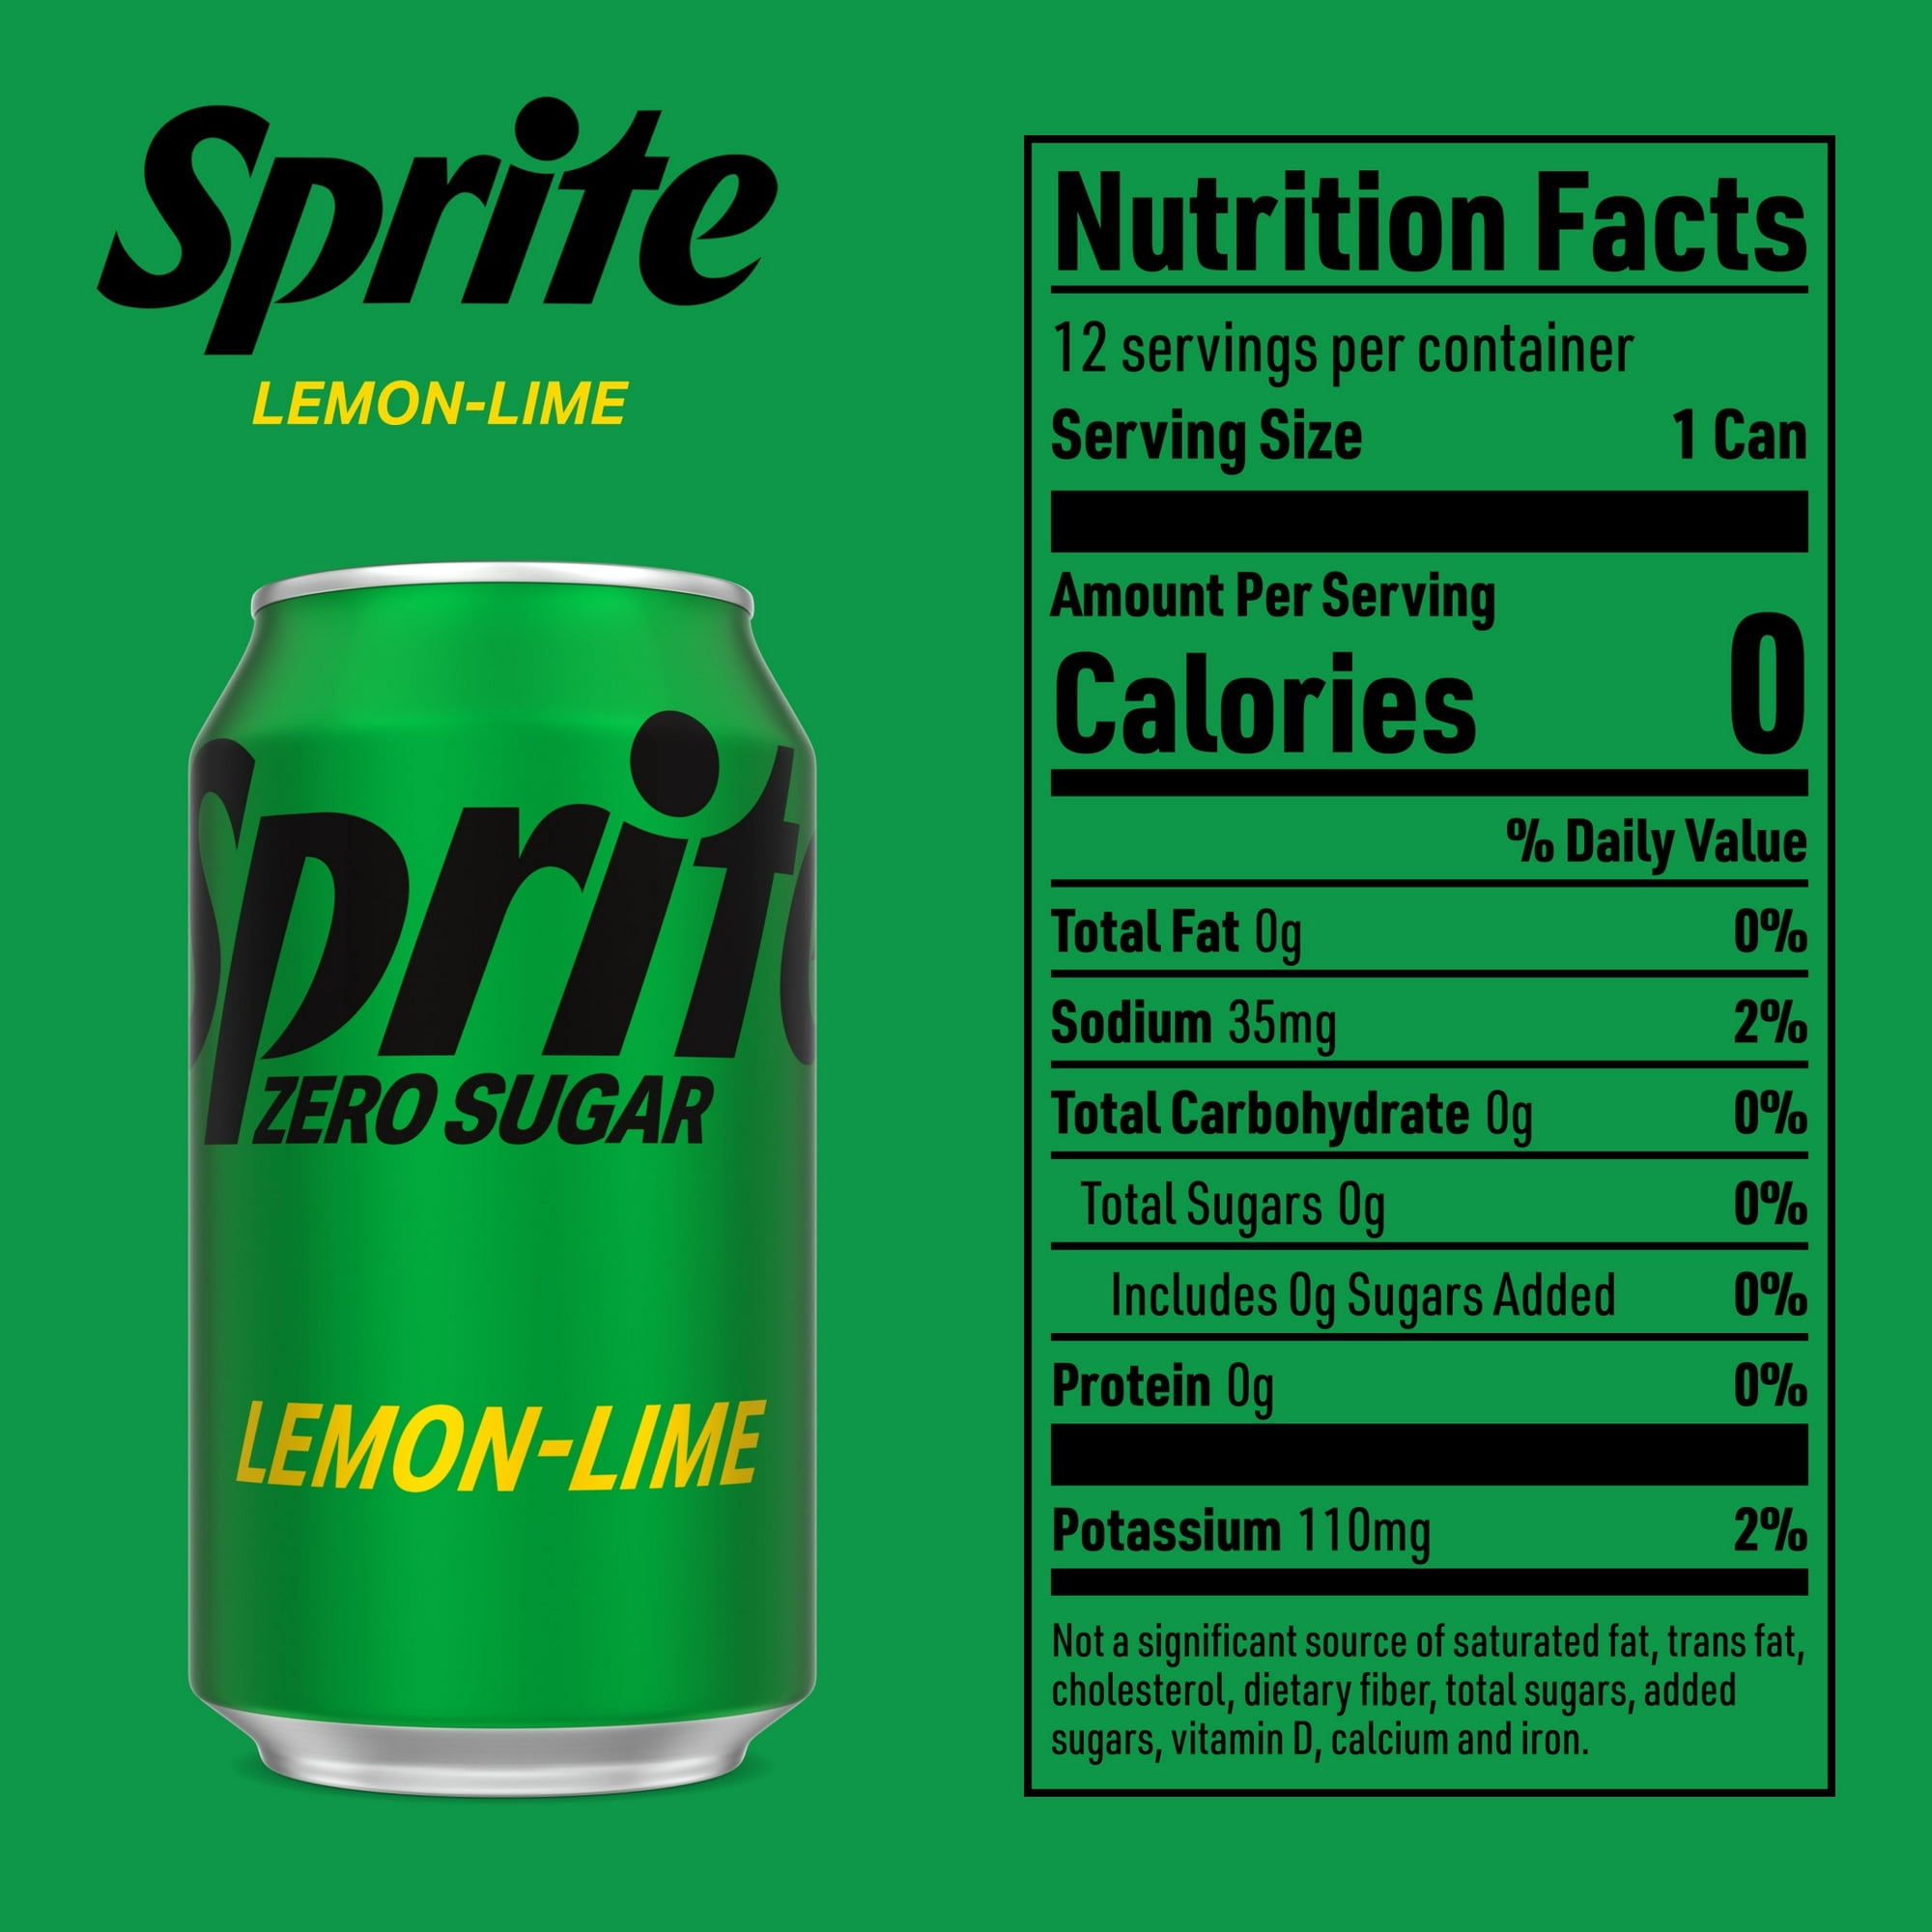 Sprite
LEMON-LIME
Sprite
ZERO SUGAR
LEMON-LIME
Nutrition Facts
12 servings per container
Serving Size 1 Can
Amount Per Serving
Calories 0
% Daily Value
Total Fat 0g 0%
Sodium 35mg 2%
Total Carbohydrate 0g 0%
Total Sugars 0g 0%
Includes 0g Sugars Added 0%
Protein 0g 0%
Potassium 110mg 2%
Not a significant source of saturated fat, trans fat,
cholesterol, dietary fiber, total sugars, added
sugars, vitamin D, calcium and iron.